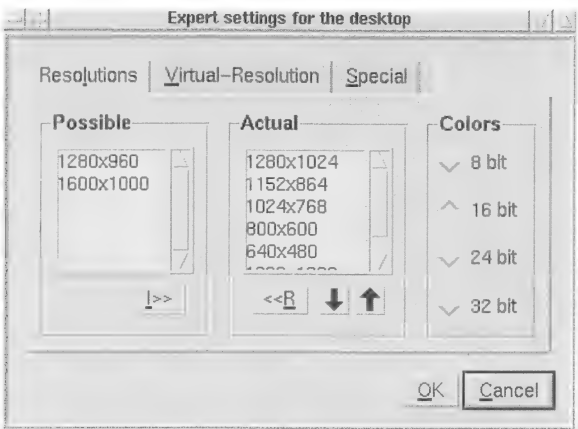 Expert settings for the desktop
Resolutions
Virtual-Resolution
Special
Possible
1280x960
1600x1000
I>>
Actual
1280x1024
1152x864
1024x768
800x600
640x480
<<R
Colors
8 bit
16 bit
24 bit
32 bit
OK
Cancel